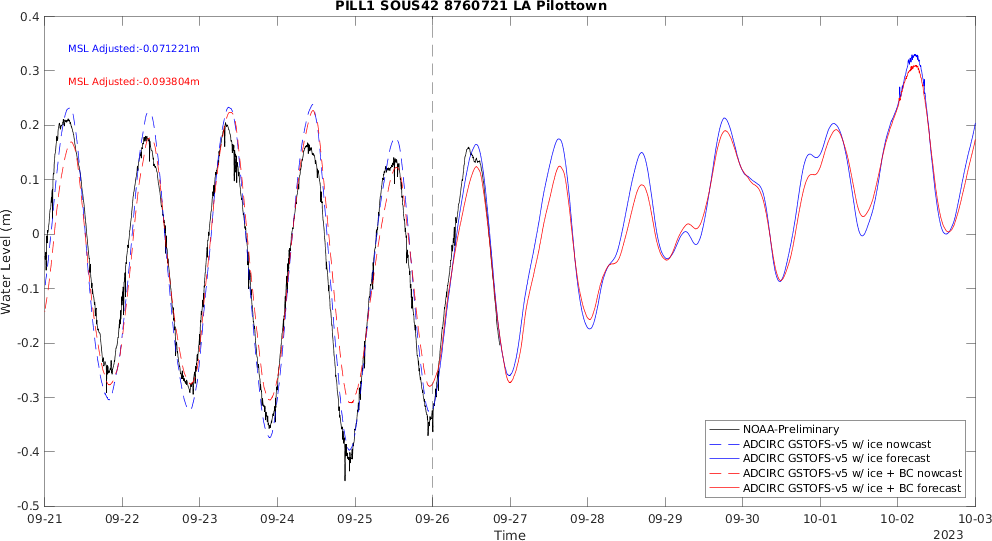 PILL1 SOUS42 8760721 LA Pilottown
MSL Adjusted:-0.071221m
MSL Adjusted:-0.093804m
Water Level (m)
0.4
0.3
0.2
0.1
0
-0.1
-0.2
-0.3
-0.4
-0.5
NOAA-Preliminary
ADCIRC GSTOFS-v5 w/ ice nowcast
ADCIRC GSTOFS-v5 w/ ice forecast
ADCIRC GSTOFS-v5 w/ ice + BC nowcast
ADCIRC GSTOFS-v5 w/ ice + BC forecast
09-21 09-22 09-23 09-24 09-25 09-26 09-27 09-28 09-29 09-30 10-01 10-02 10-03
Time
2023